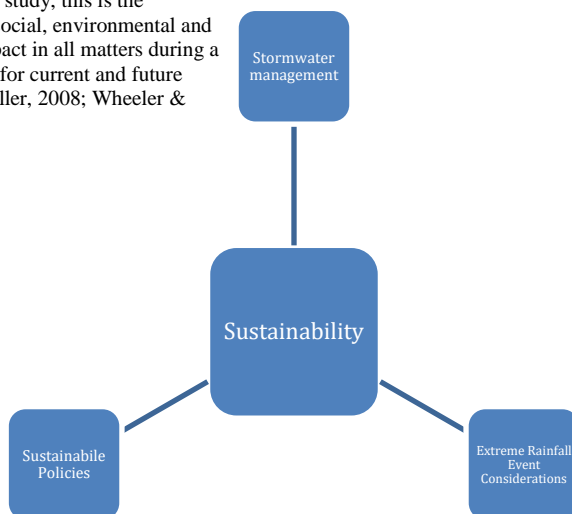 study, this is the
ocial, environmental and
pact in all matters during a
for current and future
ller, 2008; Wheeler &
Stormwater
management
Sustainability
Sustainabile
Policies
Extreme Rainfall
Event
Considerations